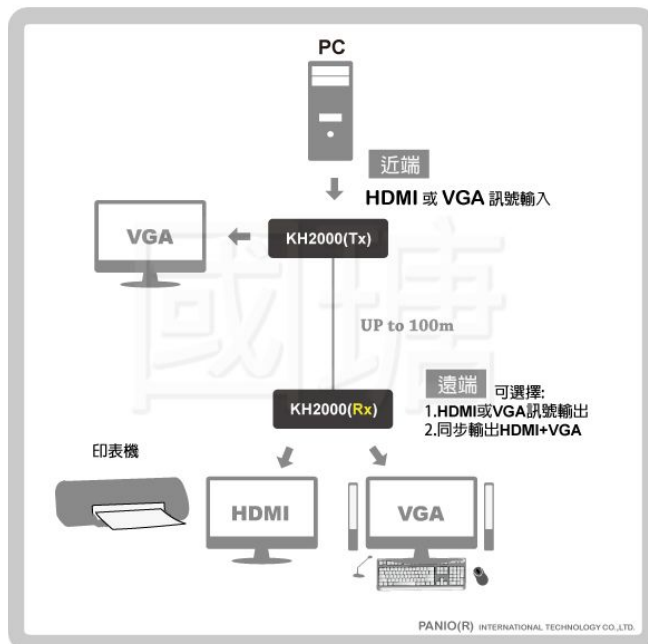 PC
近端
HDMI 或 VGA 訊號輸入
VGA
KH2000(Tx)
UP to 100m
國塘
KH2000(Rx)
遠端
可選擇:
1.HDMI或VGA訊號輸出
2.同步輸出HDMI+VGA
印表機
HDMI
VGA
PANIO(R) INTERNATIONAL TECHNOLOGY CO.,LTD.